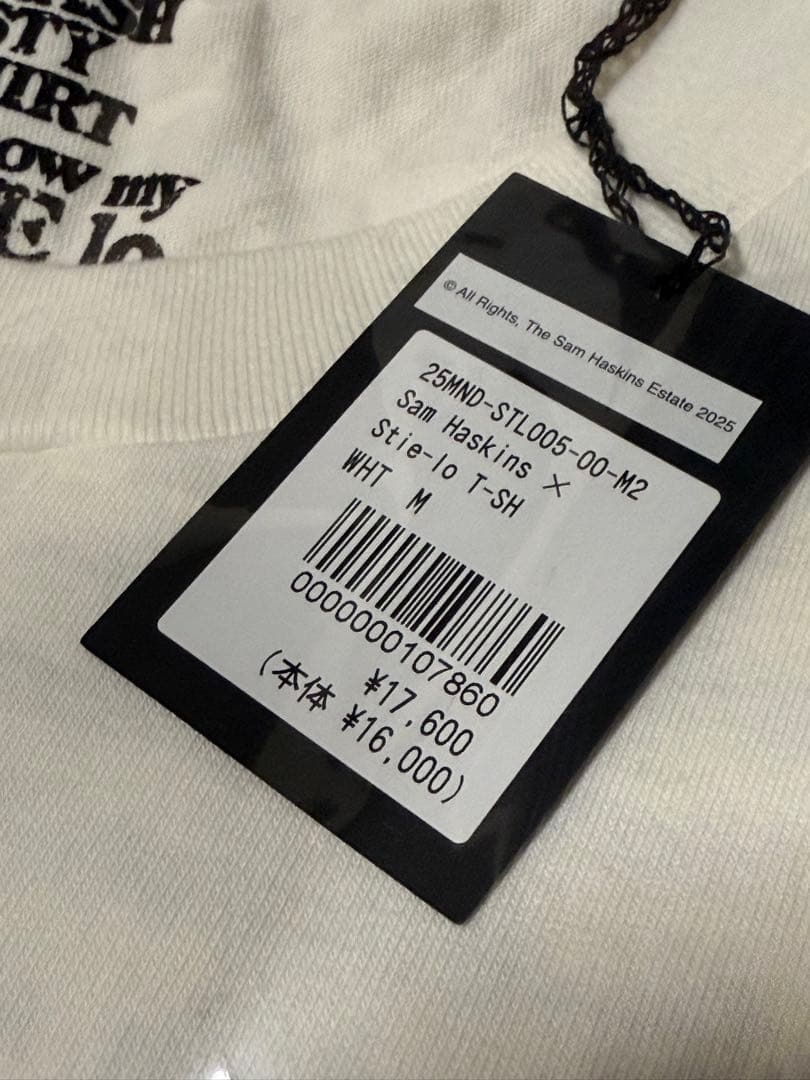 STY
ow my
E lo
© All Rights, The Sam Haskins Estate 2025
25MND-STL005-00-M2
Sam Haskins ×
Stie-lo T-SH
WHT M
0000000107860
¥17,600
(本体 ¥16,000)